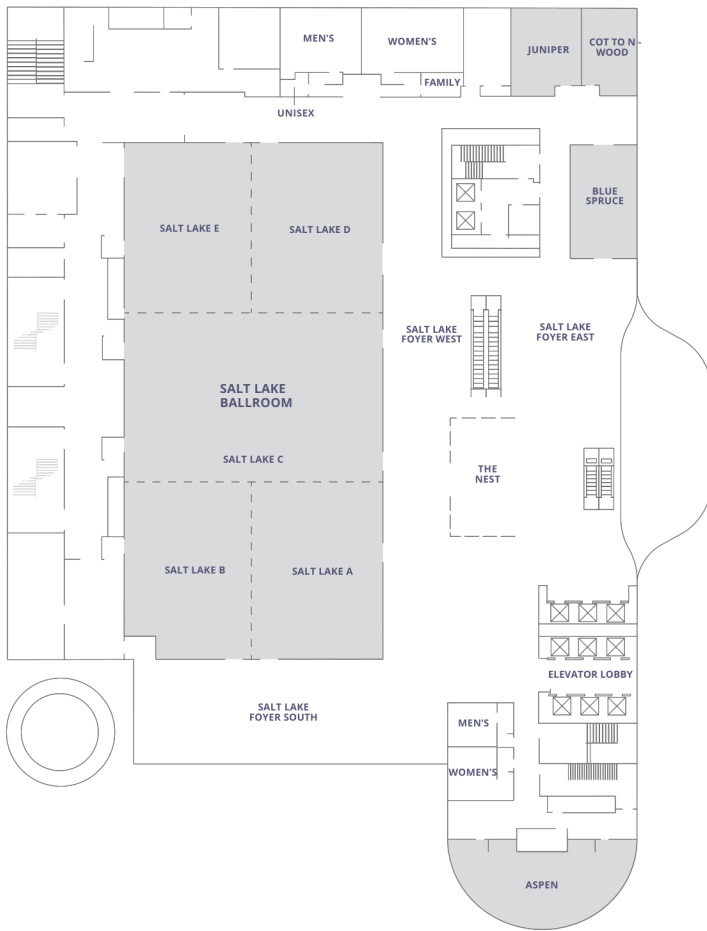 MEN'S
WOMEN'S
JUNIPER
COT TO N -
WOOD
FAMILY
UNISEX
BLUE
SPRUCE
SALT LAKE E
SALT LAKE D
SALT LAKE
FOYER WEST
SALT LAKE
FOYER EAST
SALT LAKE
BALLROOM
SALT LAKE C
THE
NEST
SALT LAKE B
SALT LAKE A
ELEVATOR LOBBY
SALT LAKE
FOYER SOUTH
MEN'S
WOMEN'S
ASPEN